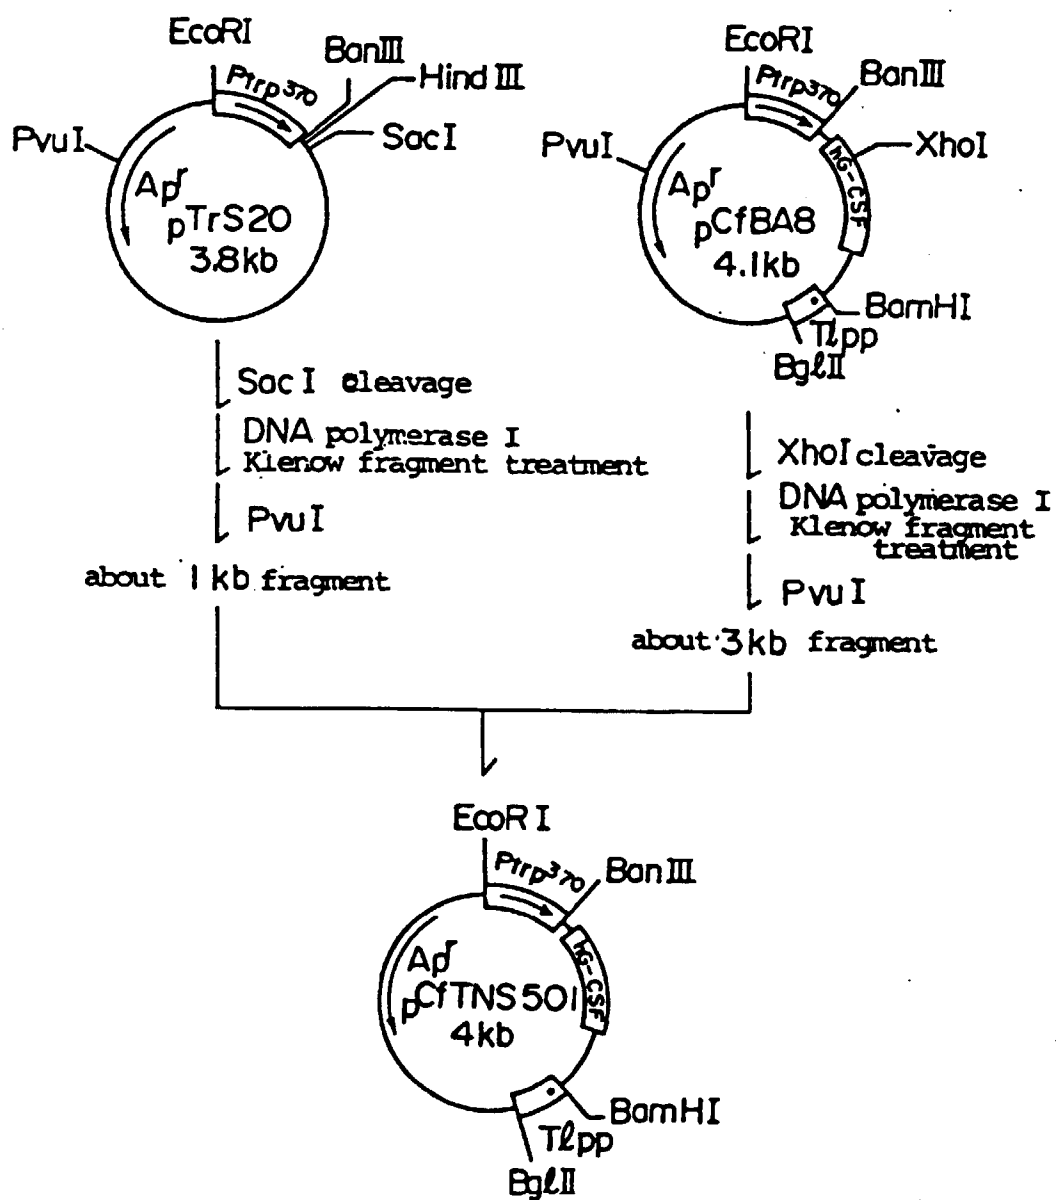 EcoRI
Ptrp370
BanIII
HindIII
SacI
PvuI
Apr
pTrS20
3.8kb
EcoRI
Ptrp370
BanIII
XhoI
PvuI
hG-CSF
Apr
pCfBA8
4.1kb
BamHI
Tlpp
BglII
SacI cleavage
DNA polymerase I
Klenow fragment treatment
PvuI
about 1 kb fragment
XhoI cleavage
DNA polymerase I
Klenow fragment
treatment
PvuI
about 3kb fragment
EcoRI
Ptrp370
BanIII
hG-CSF
Apr
pCfTNS501
4kb
BamHI
Tlpp
BglII